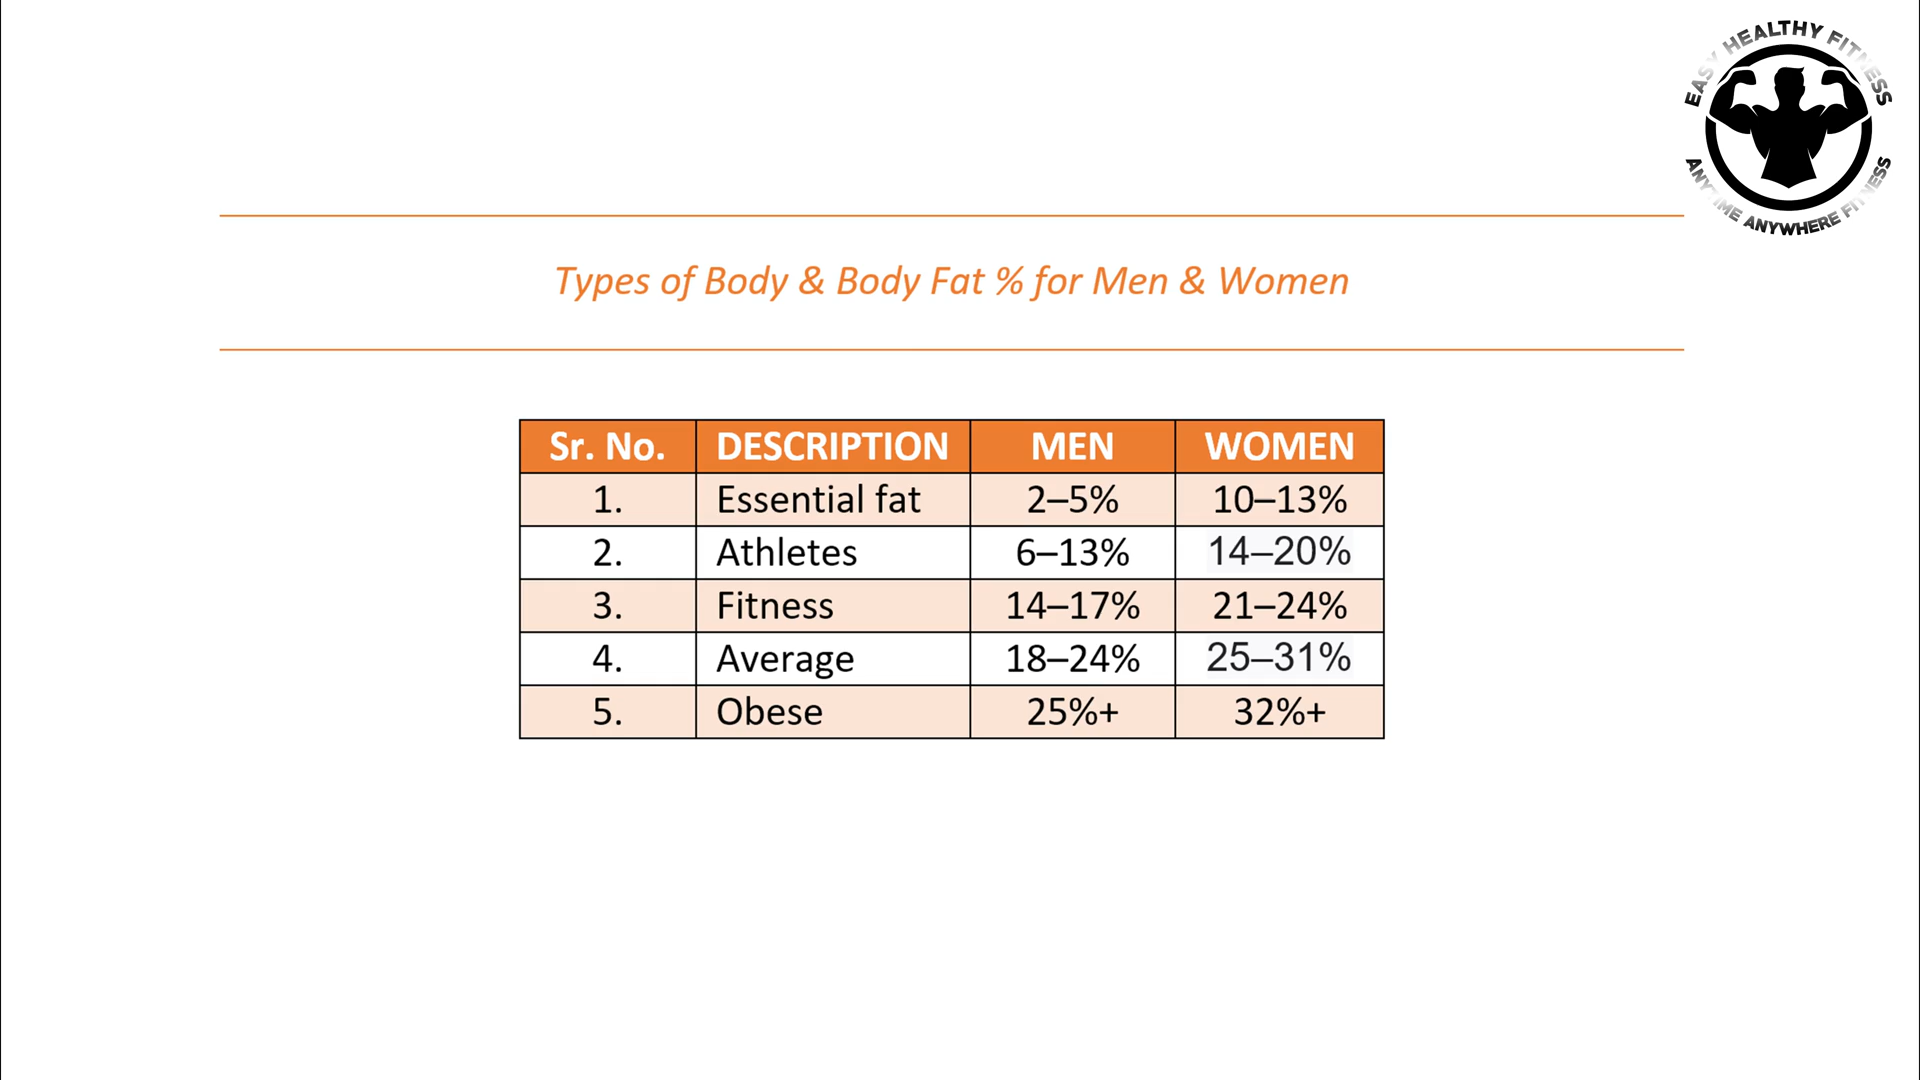 EASY HEALTHY FITNESS
ANYTIME ANYWHERE FITNESS
Types of Body & Body Fat % for Men & Women
Sr. No. DESCRIPTION MEN WOMEN
1. Essential fat 2–5% 10–13%
2. Athletes 6–13% 14–20%
3. Fitness 14–17% 21–24%
4. Average 18–24% 25–31%
5. Obese 25%+ 32%+